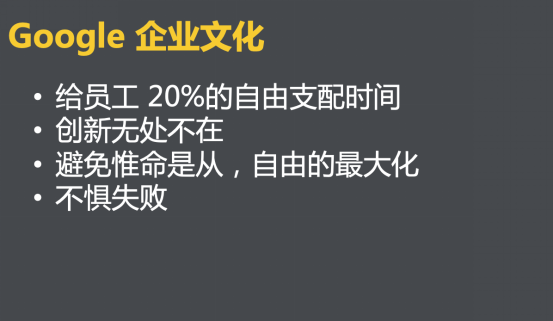 Google 企业文化
• 给员工 20%的自由支配时间
• 创新无处不在
• 避免惟命是从，自由的最大化
• 不惧失败